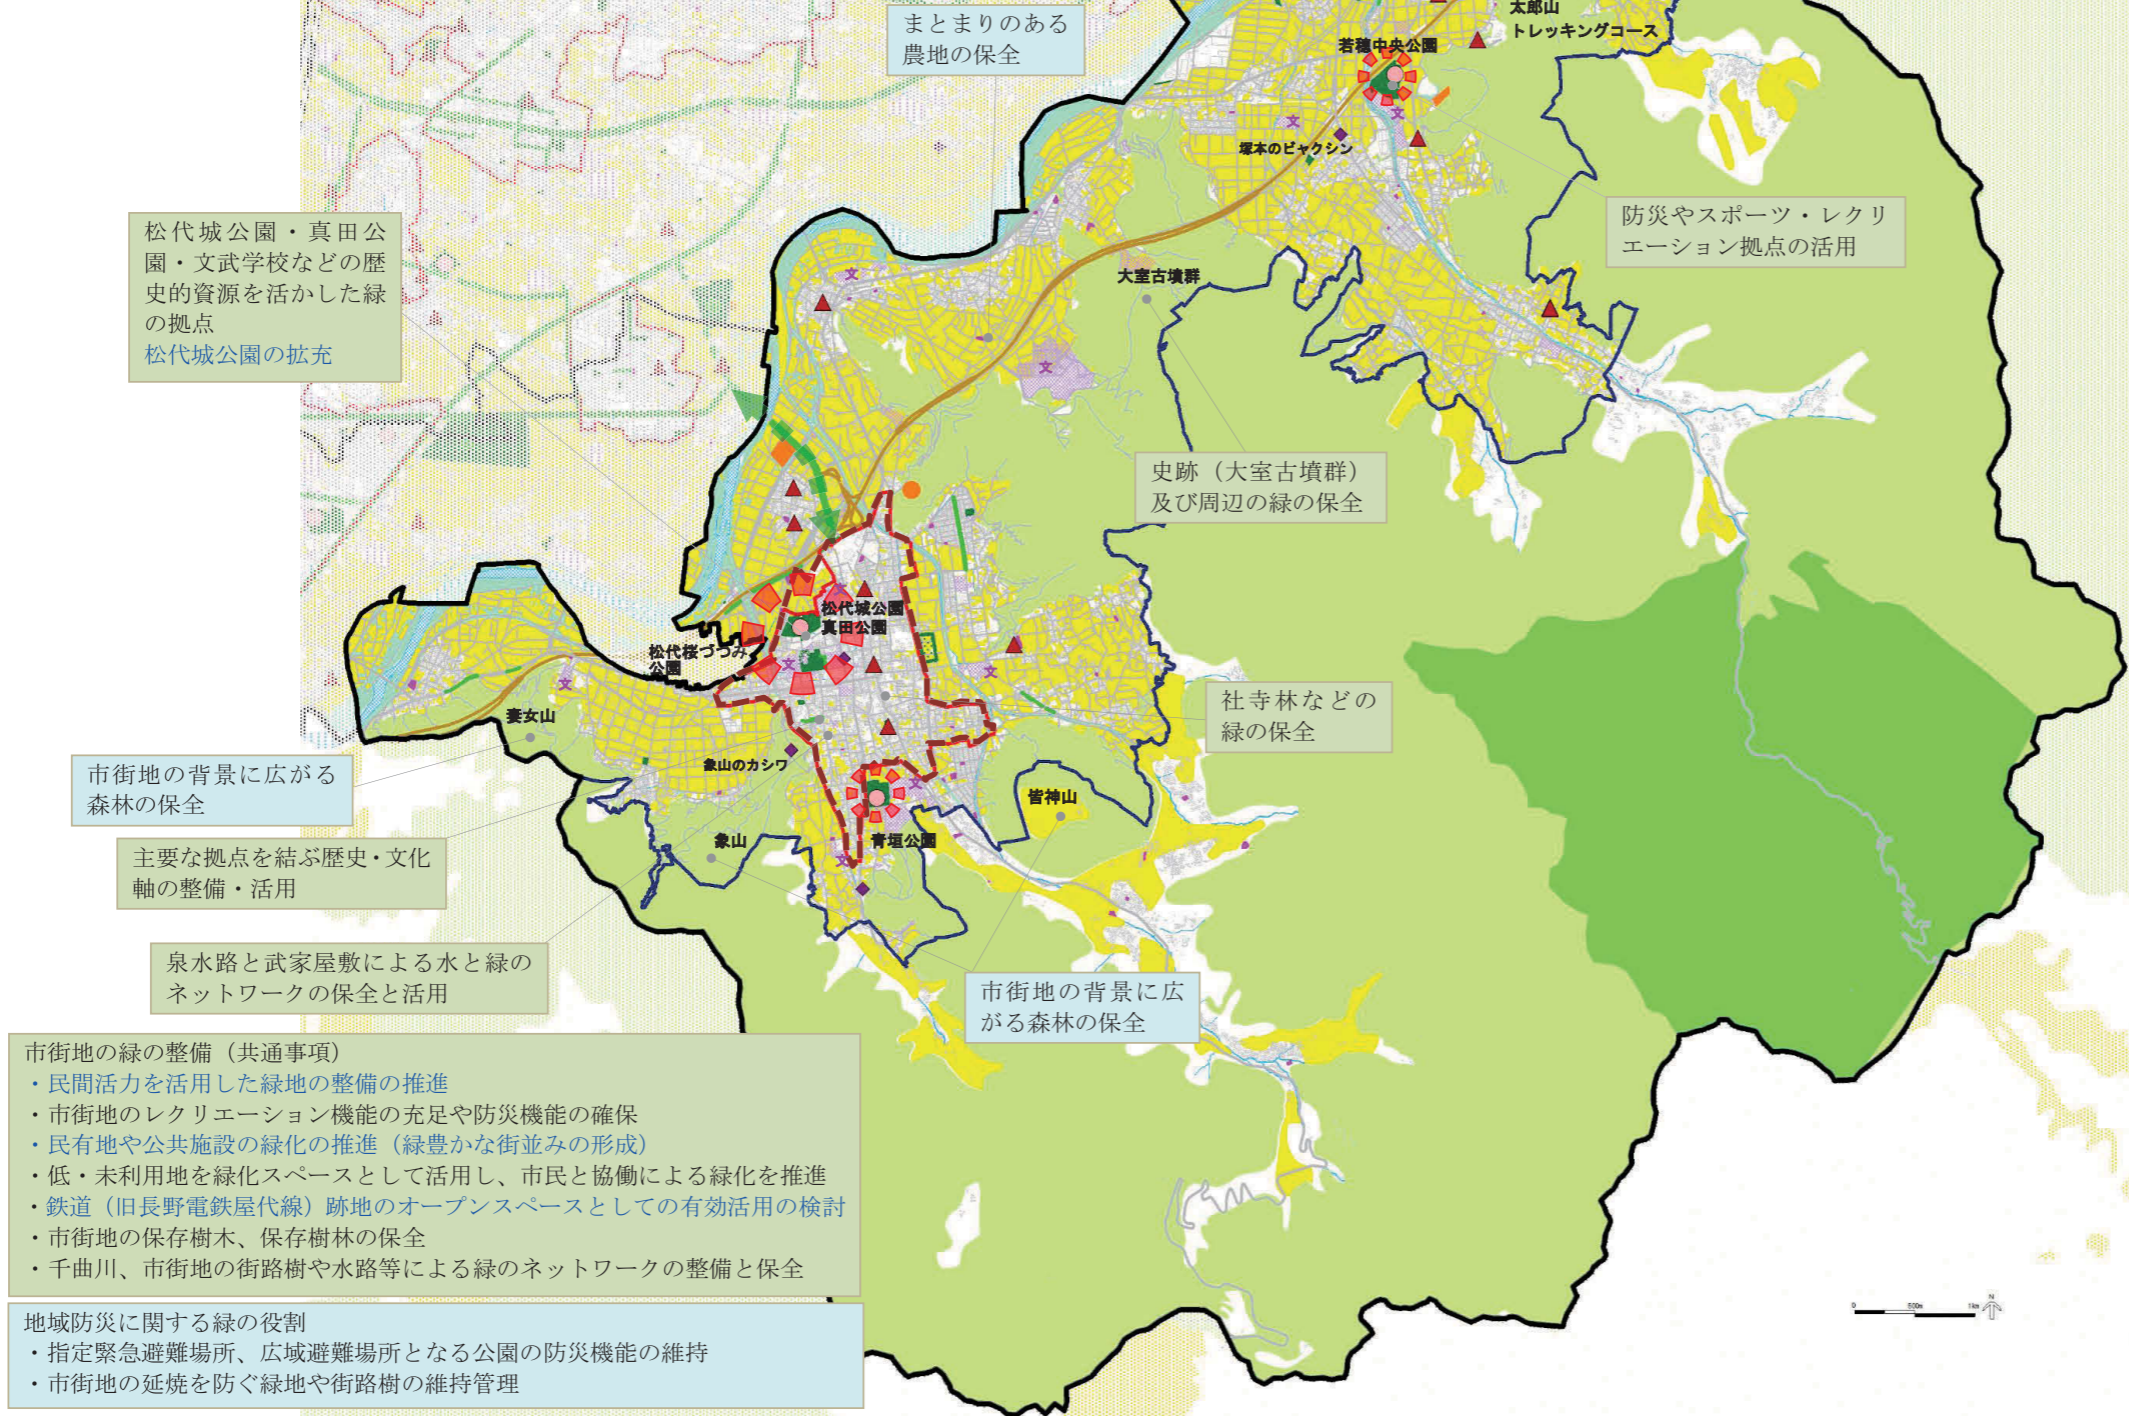 まとまりのある
農地の保全
太郎山
トレッキングコース
若穂中央公園
文
文
塚本のビャクシン
防災やスポーツ・レクリ
エーション拠点の活用
松代城公園・真田公
園・文武学校などの歴
史的資源を活かした緑
の拠点
松代城公園の拡充
文
大室古墳群
文
史跡（大室古墳群）
及び周辺の緑の保全
文
松代城公園
真田公園
松代桜づつみ
公園
文
文
文
妻女山
社寺林などの
緑の保全
市街地の背景に広がる
森林の保全
象山のカシワ
文
皆神山
象山
青垣公園
文
主要な拠点を結ぶ歴史・文化
軸の整備・活用
泉水路と武家屋敷による水と緑の
ネットワークの保全と活用
市街地の背景に広
がる森林の保全
市街地の緑の整備（共通事項）
・民間活力を活用した緑地の整備の推進
・市街地のレクリエーション機能の充足や防災機能の確保
・民有地や公共施設の緑化の推進（緑豊かな街並みの形成）
・低・未利用地を緑化スペースとして活用し、市民と協働による緑化を推進
・鉄道（旧長野電鉄屋代線）跡地のオープンスペースとしての有効活用の検討
・市街地の保存樹木、保存樹林の保全
・千曲川、市街地の街路樹や水路等による緑のネットワークの整備と保全
地域防災に関する緑の役割
・指定緊急避難場所、広域避難場所となる公園の防災機能の維持
・市街地の延焼を防ぐ緑地や街路樹の維持管理
0 500m 1km N